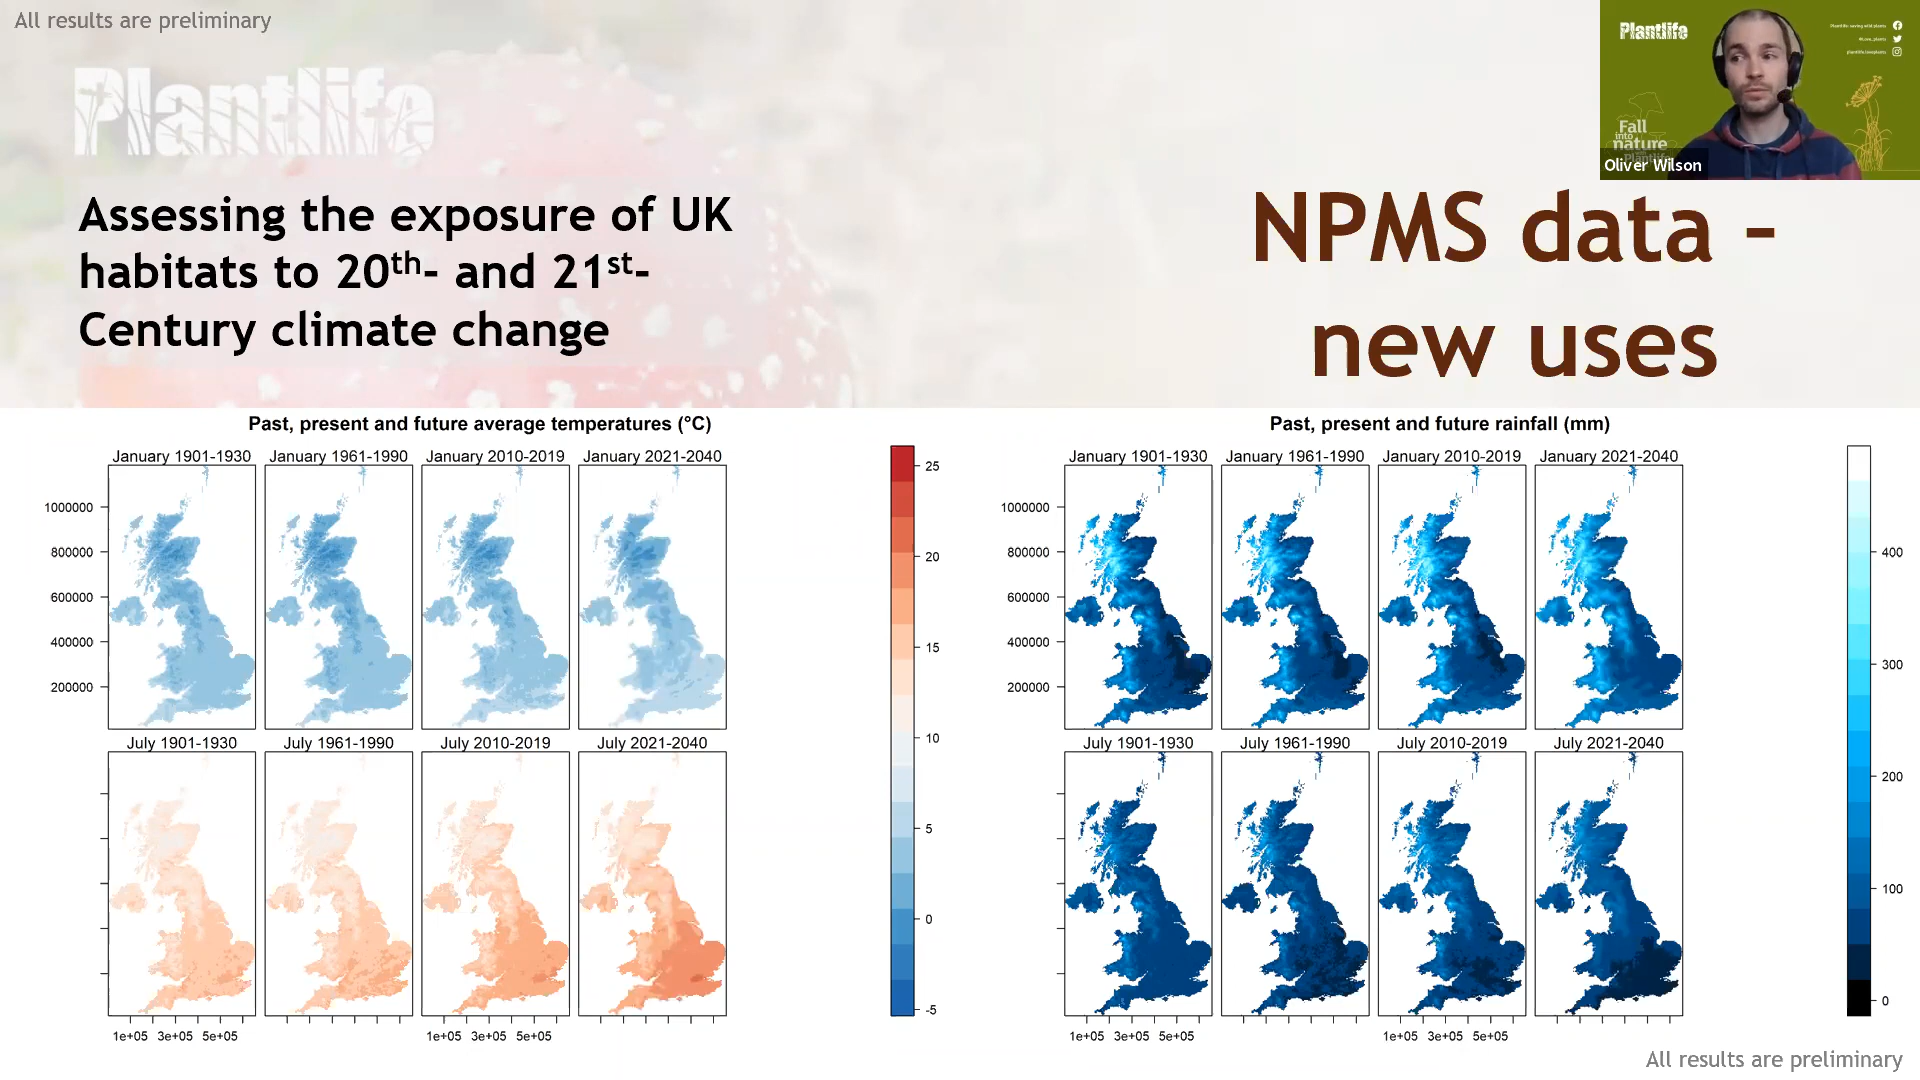 All results are preliminary
Plantlife
Assessing the exposure of UK
habitats to 20th- and 21st-
Century climate change
NPMS data -
new uses
Plantlife
Fall
into
nature
Plantlife
Oliver Wilson
Past, present and future average temperatures (°C)
January 1901-1930
January 1961-1990
January 2010-2019
January 2021-2040
1000000
800000
600000
400000
200000
July 1901-1930
July 1961-1990
July 2010-2019
July 2021-2040
1e+05 3e+05 5e+05
1e+05 3e+05 5e+05
25
20
15
10
5
0
-5
Past, present and future rainfall (mm)
January 1901-1930
January 1961-1990
January 2010-2019
January 2021-2040
1000000
800000
600000
400000
200000
July 1901-1930
July 1961-1990
July 2010-2019
July 2021-2040
1e+05 3e+05 5e+05
1e+05 3e+05 5e+05
400
300
200
100
0
All results are preliminary